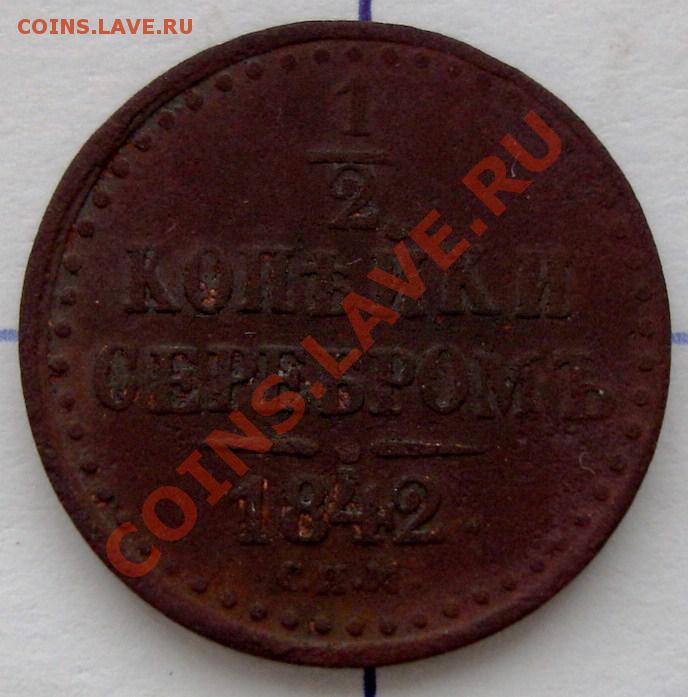 COINS.LAVE.RU
1
2
КОПѢЙКИ
СЕРЕБРОМЪ
1842
С.П.М.
COINS.LAVE.RU